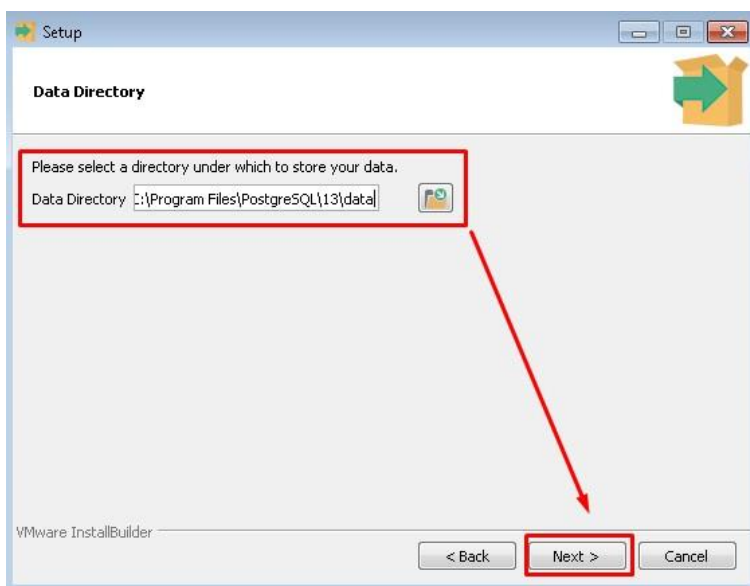 Setup
Data Directory
Please select a directory under which to store your data.
Data Directory :\Program Files\PostgreSQL\13\data
VMware InstallBuilder
< Back Next > Cancel